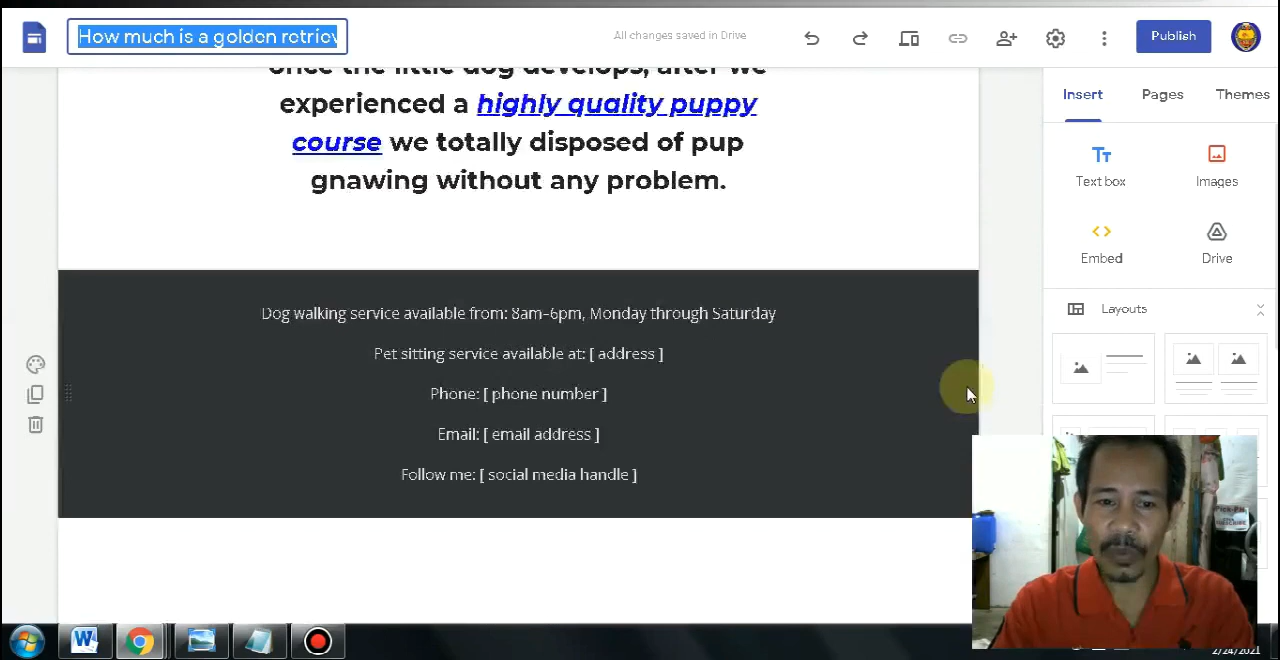 How much is a golden retriev
All changes saved in Drive
Publish
once the little dog develops, after we
experienced a highly quality puppy
course we totally disposed of pup
gnawing without any problem.
Insert
Pages
Themes
Text box
Images
Embed
Drive
Layouts
Dog walking service available from: 8am-6pm, Monday through Saturday
Pet sitting service available at: [ address ]
Phone: [ phone number ]
Email: [ email address ]
Follow me: [ social media handle ]
2/24/2021